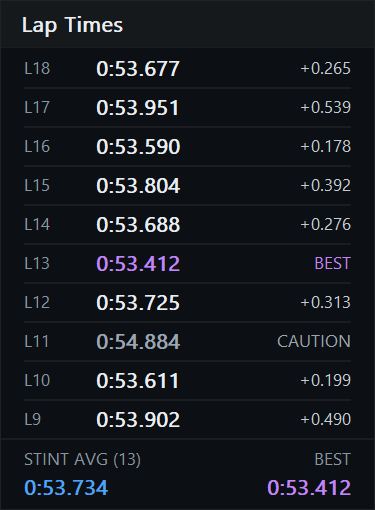 Lap Times
L18 0:53.677 +0.265
L17 0:53.951 +0.539
L16 0:53.590 +0.178
L15 0:53.804 +0.392
L14 0:53.688 +0.276
L13 0:53.412 BEST
L12 0:53.725 +0.313
L11 0:54.884 CAUTION
L10 0:53.611 +0.199
L9 0:53.902 +0.490
STINT AVG (13) BEST
0:53.734 0:53.412